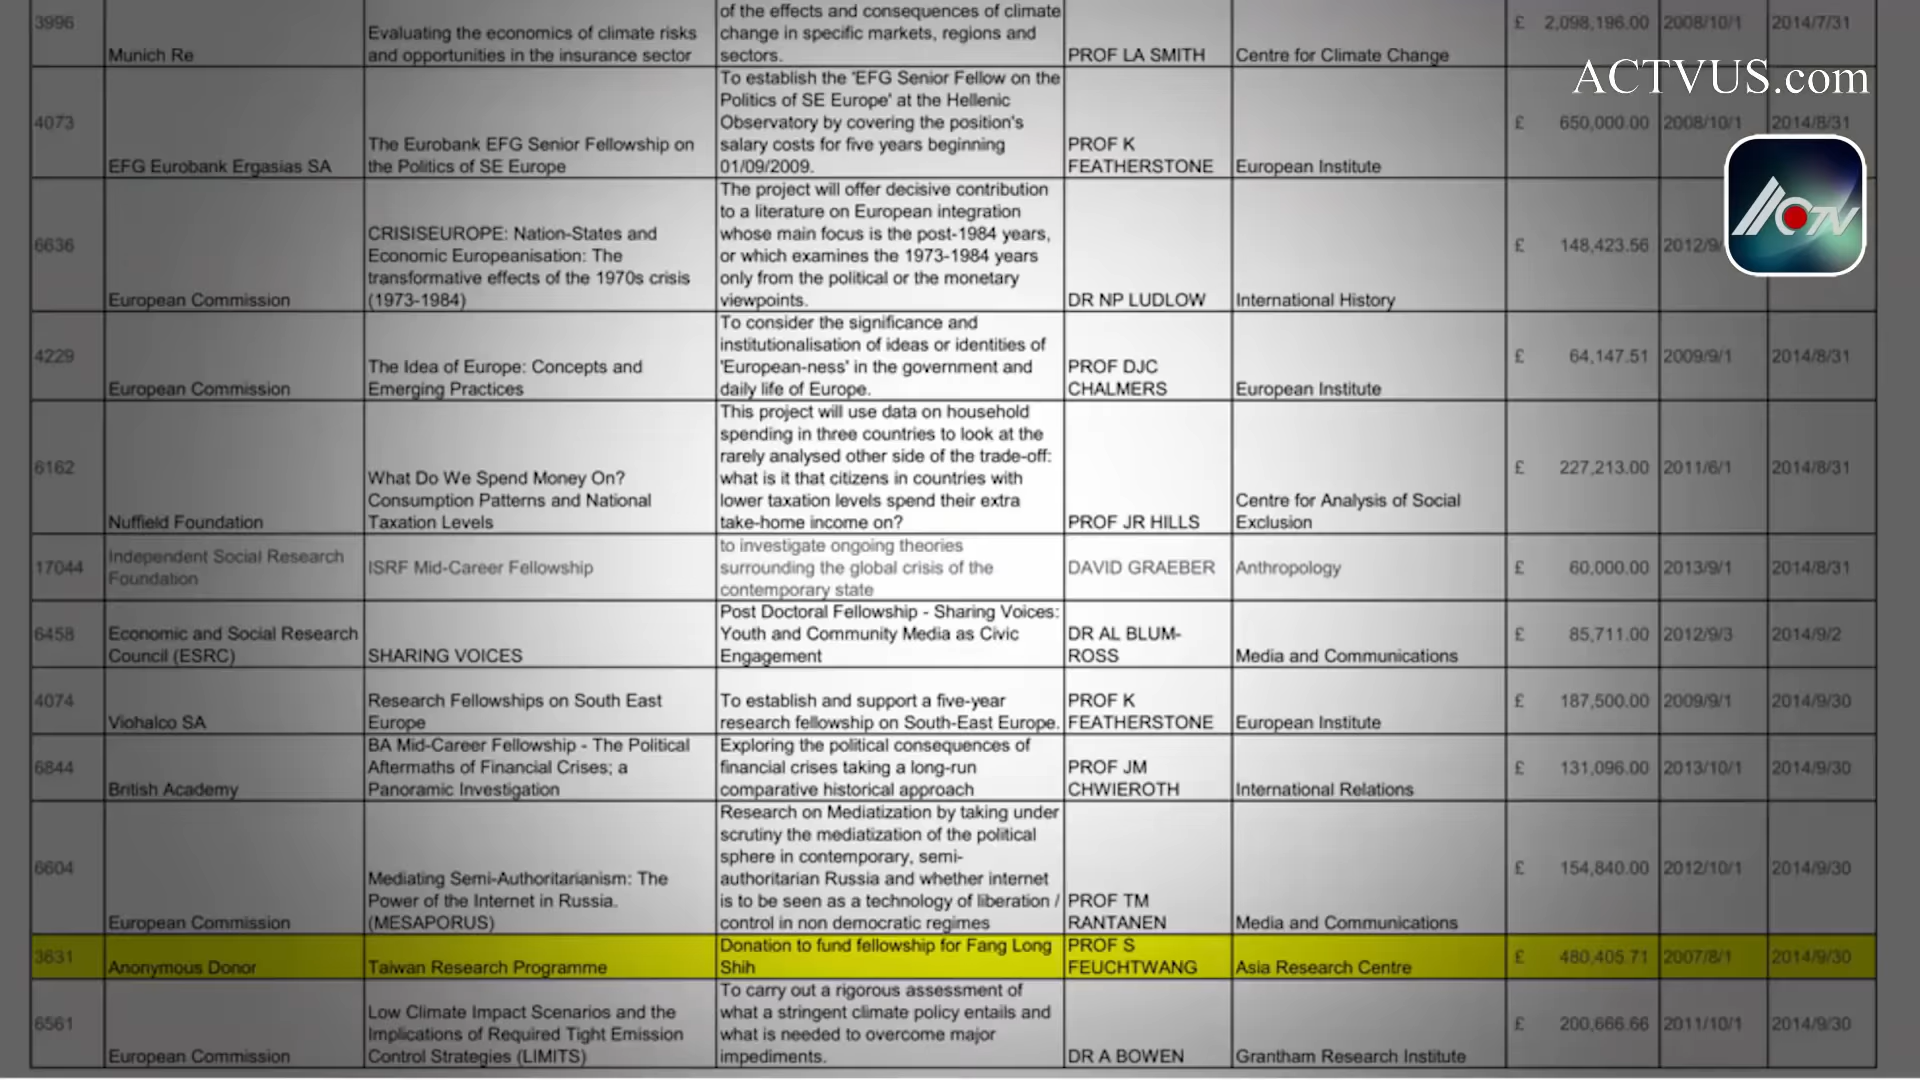 of the effects and consequences of climate
3996 Evaluating the economics of climate risks change in specific markets, regions and £ 2,098,196.00 2008/10/1 2014/7/31
Munich Re and opportunities in the insurance sector sectors. PROF LA SMITH Centre for Climate Change
ACTVUS.com
To establish the 'EFG Senior Fellow on the
Politics of SE Europe' at the Hellenic
4073 Observatory by covering the position's £ 650,000.00 2008/10/1 2014/8/31
The Eurobank EFG Senior Fellowship on salary costs for five years beginning PROF K
EFG Eurobank Ergasias SA the Politics of SE Europe 01/09/2009. FEATHERSTONE European Institute
TV
The project will offer decisive contribution
to a literature on European integration
6636 CRISISEUROPE: Nation-States and whose main focus is the post-1984 years, £ 148,423.56 2012/9/
Economic Europeanisation: The or which examines the 1973-1984 years
transformative effects of the 1970s crisis only from the political or the monetary
European Commission (1973-1984) viewpoints. DR NP LUDLOW International History
To consider the significance and
4229 institutionalisation of ideas or identities of £ 64,147.51 2009/9/1 2014/8/31
The Idea of Europe: Concepts and 'European-ness' in the government and PROF DJC
European Commission Emerging Practices daily life of Europe. CHALMERS European Institute
This project will use data on household
spending in three countries to look at the
6162 rarely analysed other side of the trade-off: £ 227,213.00 2011/6/1 2014/8/31
What Do We Spend Money On? what is it that citizens in countries with
Consumption Patterns and National lower taxation levels spend their extra Centre for Analysis of Social
Nuffield Foundation Taxation Levels take-home income on? PROF JR HILLS Exclusion
Independent Social Research to investigate ongoing theories
17044 ISRF Mid-Career Fellowship surrounding the global crisis of the DAVID GRAEBER Anthropology £ 60,000.00 2013/9/1 2014/8/31
Foundation contemporary state
Post Doctoral Fellowship - Sharing Voices:
6458 Economic and Social Research Youth and Community Media as Civic DR AL BLUM- £ 85,711.00 2012/9/3 2014/9/2
Council (ESRC) SHARING VOICES Engagement ROSS Media and Communications
4074 Research Fellowships on South East To establish and support a five-year PROF K £ 187,500.00 2009/9/1 2014/9/30
Viohalco SA Europe research fellowship on South-East Europe. FEATHERSTONE European Institute
BA Mid-Career Fellowship - The Political Exploring the political consequences of
6844 Aftermaths of Financial Crises; a financial crises taking a long-run PROF JM £ 131,096.00 2013/10/1 2014/9/30
British Academy Panoramic Investigation comparative historical approach CHWIEROTH International Relations
Research on Mediatization by taking under
scrutiny the mediatization of the political
6604 sphere in contemporary, semi- £ 154,840.00 2012/10/1 2014/9/30
Mediating Semi-Authoritarianism: The authoritarian Russia and whether internet
Power of the Internet in Russia. is to be seen as a technology of liberation / PROF TM
European Commission (MESAPORUS) control in non democratic regimes RANTANEN Media and Communications
3631 Donation to fund fellowship for Fang Long PROF S £ 480,405.71 2007/8/1 2014/9/30
Anonymous Donor Taiwan Research Programme Shih FEUCHTWANG Asia Research Centre
To carry out a rigorous assessment of
6561 Low Climate Impact Scenarios and the what a stringent climate policy entails and £ 200,666.66 2011/10/1 2014/9/30
Implications of Required Tight Emission what is needed to overcome major
European Commission Control Strategies (LIMITS) impediments. DR A BOWEN Grantham Research Institute